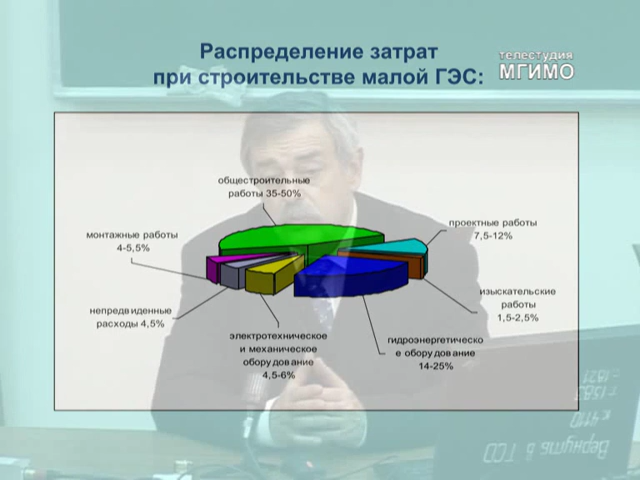 Распределение затрат
при строительстве малой ГЭС:
телестудия
МГИМО
общестроительные
работы 35-50%
проектные работы
7,5-12%
монтажные работы
4-5,5%
изыскательские
работы
1,5-2,5%
непредвиденные
расходы 4,5%
электротехническое
и механическое
оборудование
4,5-6%
гидроэнергетическо
е оборудование
14-25%
Вернуть в ТСО